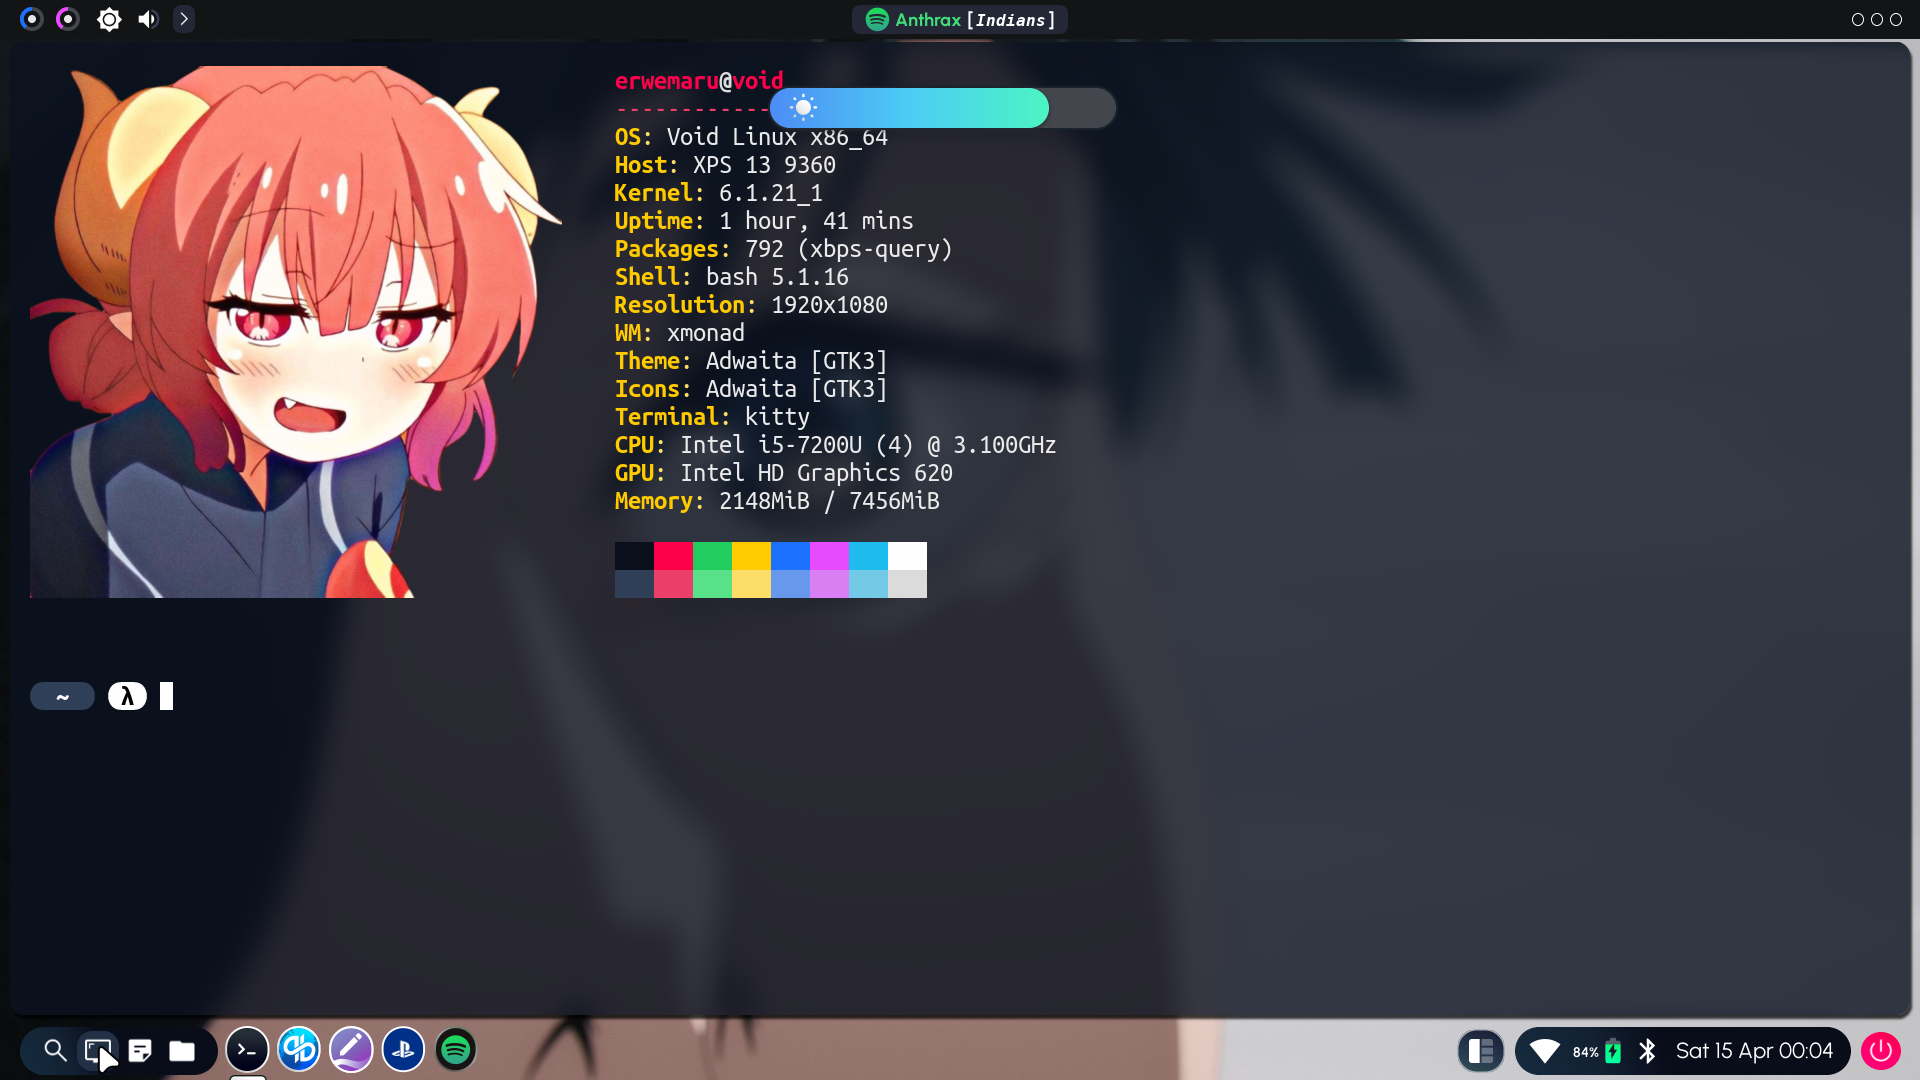 Anthrax [Indians]
erwemaru@void
------------
OS: Void Linux x86_64
Host: XPS 13 9360
Kernel: 6.1.21_1
Uptime: 1 hour, 41 mins
Packages: 792 (xbps-query)
Shell: bash 5.1.16
Resolution: 1920x1080
WM: xmonad
Theme: Adwaita [GTK3]
Icons: Adwaita [GTK3]
Terminal: kitty
CPU: Intel i5-7200U (4) @ 3.100GHz
GPU: Intel HD Graphics 620
Memory: 2148MiB / 7456MiB
~ λ
84% Sat 15 Apr 00:04